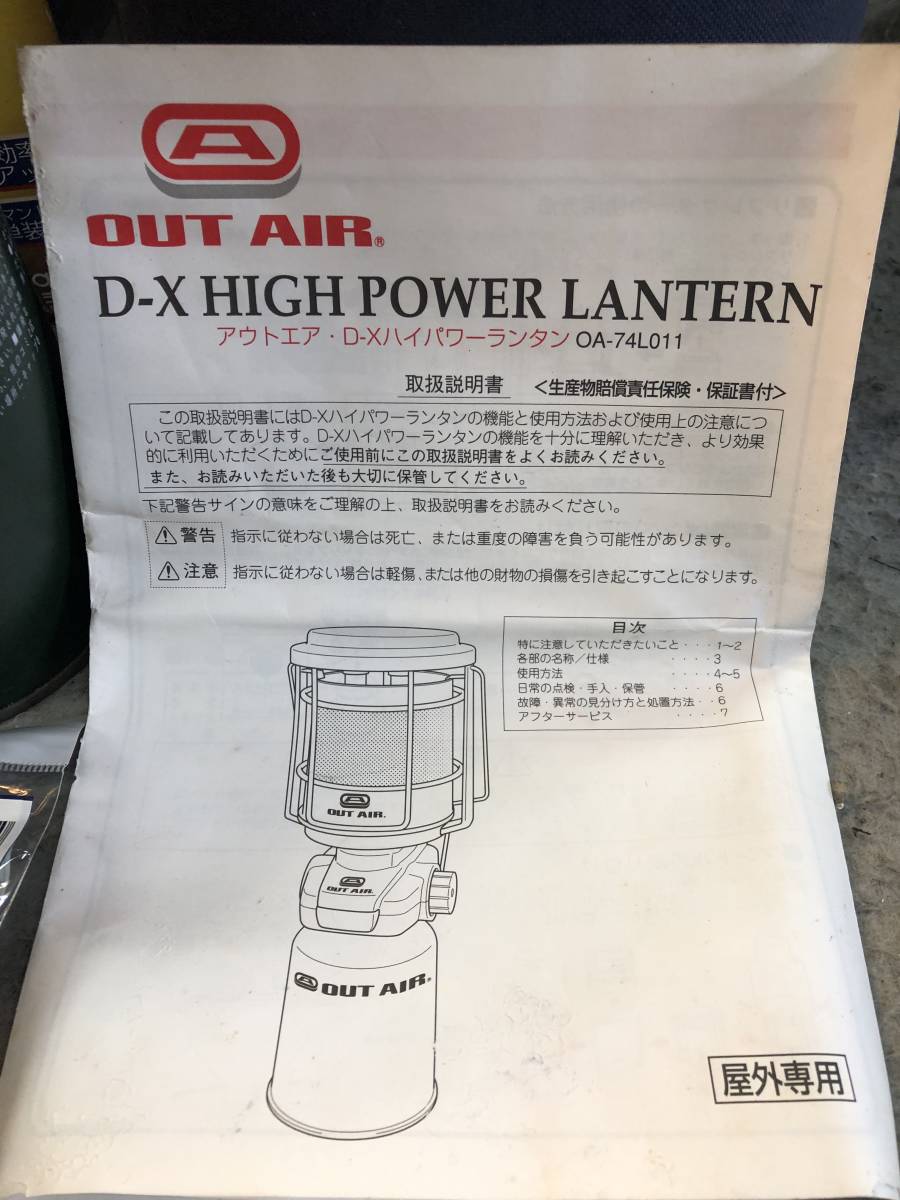 効率
アッ
マン
包装
A
OUT AIR®
D-X HIGH POWER LANTERN
アウトエア・D-Xハイパワーランタン OA-74L011
取扱説明書 <生産物賠償責任保険・保証書付>
この取扱説明書にはD-Xハイパワーランタンの機能と使用方法および使用上の注意につ
いて記載してあります。D-Xハイパワーランタンの機能を十分に理解いただき、より効果
的に利用いただくためにご使用前にこの取扱説明書をよくお読みください。
また、お読みいただいた後も大切に保管してください。
下記警告サインの意味をご理解の上、取扱説明書をお読みください。
⚠警告 指示に従わない場合は死亡、または重度の障害を負う可能性があります。
⚠注意 指示に従わない場合は軽傷、または他の財物の損傷を引き起こすことになります。
目次
特に注意していただきたいこと・・・1〜2
各部の名称/仕様 ・・・・3
使用方法 ・・・・4〜5
日常の点検・手入・保管 ・・・・6
故障・異常の見分け方と処置方法・・6
アフターサービス ・・・・7
OUT AIR.
OUT AIR.
OUT AIR®
屋外専用